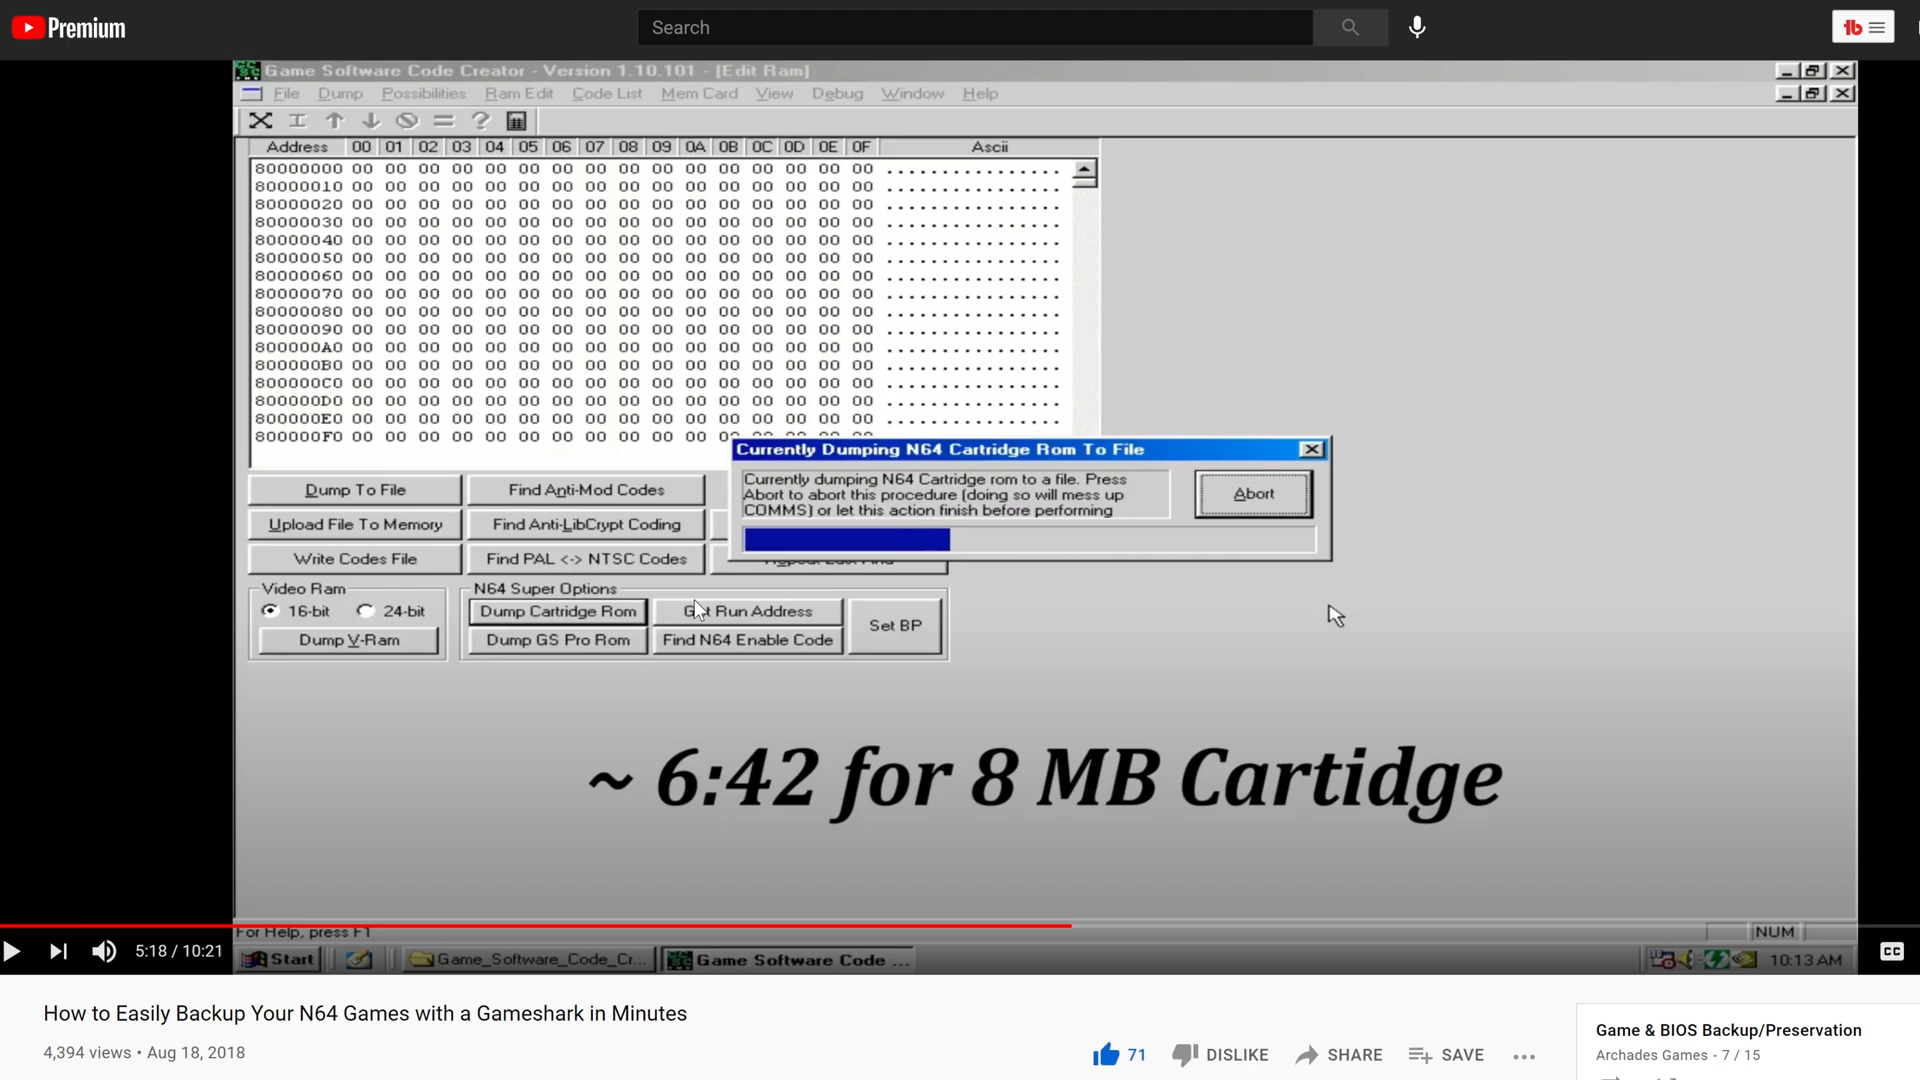 Premium
Search
Game Software Code Creator - Version 1.10.101 - [Edit Ram]
File Dump Possibilities Ram Edit Code List Mem Card View Debug Window Help
Address 00 01 02 03 04 05 06 07 08 09 0A 0B 0C 0D 0E 0F Ascii
80000000 00 00 00 00 00 00 00 00 00 00 00 00 00 00 00 00 ................
80000010 00 00 00 00 00 00 00 00 00 00 00 00 00 00 00 00 ................
80000020 00 00 00 00 00 00 00 00 00 00 00 00 00 00 00 00 ................
80000030 00 00 00 00 00 00 00 00 00 00 00 00 00 00 00 00 ................
80000040 00 00 00 00 00 00 00 00 00 00 00 00 00 00 00 00 ................
80000050 00 00 00 00 00 00 00 00 00 00 00 00 00 00 00 00 ................
80000060 00 00 00 00 00 00 00 00 00 00 00 00 00 00 00 00 ................
80000070 00 00 00 00 00 00 00 00 00 00 00 00 00 00 00 00 ................
80000080 00 00 00 00 00 00 00 00 00 00 00 00 00 00 00 00 ................
80000090 00 00 00 00 00 00 00 00 00 00 00 00 00 00 00 00 ................
800000A0 00 00 00 00 00 00 00 00 00 00 00 00 00 00 00 00 ................
800000B0 00 00 00 00 00 00 00 00 00 00 00 00 00 00 00 00 ................
800000C0 00 00 00 00 00 00 00 00 00 00 00 00 00 00 00 00 ................
800000D0 00 00 00 00 00 00 00 00 00 00 00 00 00 00 00 00 ................
800000E0 00 00 00 00 00 00 00 00 00 00 00 00 00 00 00 00 ................
800000F0 00 00 00 00 00 00 00 00 00 00 00
Currently Dumping N64 Cartridge Rom To File
Currently dumping N64 Cartridge rom to a file. Press
Abort to abort this procedure (doing so will mess up
COMMS) or let this action finish before performing
Abort
Dump To File Find Anti-Mod Codes
Upload File To Memory Find Anti-LibCrypt Coding
Write Codes File Find PAL <-> NTSC Codes
Video Ram N64 Super Options
16-bit 24-bit Dump Cartridge Rom Get Run Address Set BP
Dump V-Ram Dump GS Pro Rom Find N64 Enable Code
~ 6:42 for 8 MB Cartidge
For Help, press F1 NUM
5:18 / 10:21
Start Game_Software_Code_Cr... Game Software Code ... 10:13 AM
CC
How to Easily Backup Your N64 Games with a Gameshark in Minutes
4,394 views • Aug 18, 2018
71 DISLIKE SHARE SAVE ...
Game & BIOS Backup/Preservation
Archades Games - 7 / 15